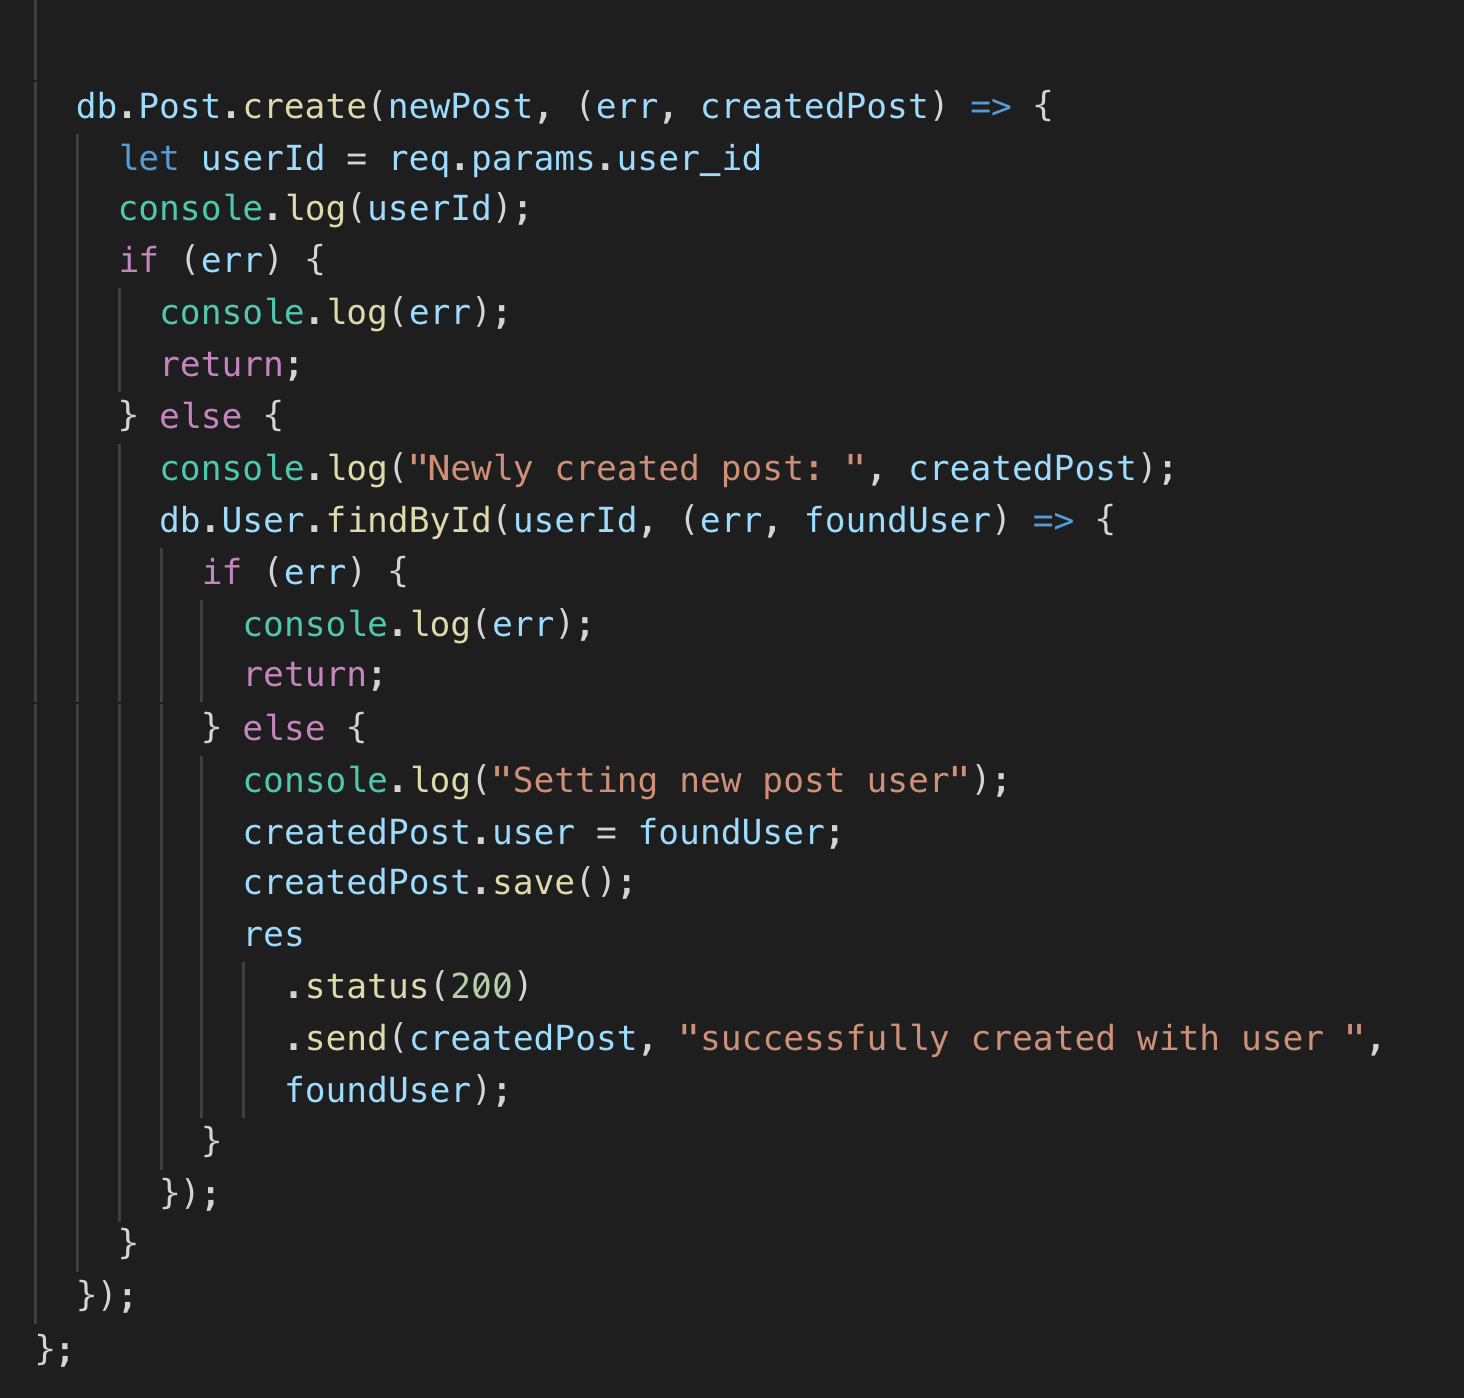 db.Post.create(newPost, (err, createdPost) => {
let userId = req.params.user_id
console.log(userId);
if (err) {
console.log(err);
return;
} else {
console.log("Newly created post: ", createdPost);
db.User.findById(userId, (err, foundUser) => {
if (err) {
console.log(err);
return;
} else {
console.log("Setting new post user");
createdPost.user = foundUser;
createdPost.save();
res
.status(200)
.send(createdPost, "successfully created with user ",
foundUser);
}
});
}
});
};